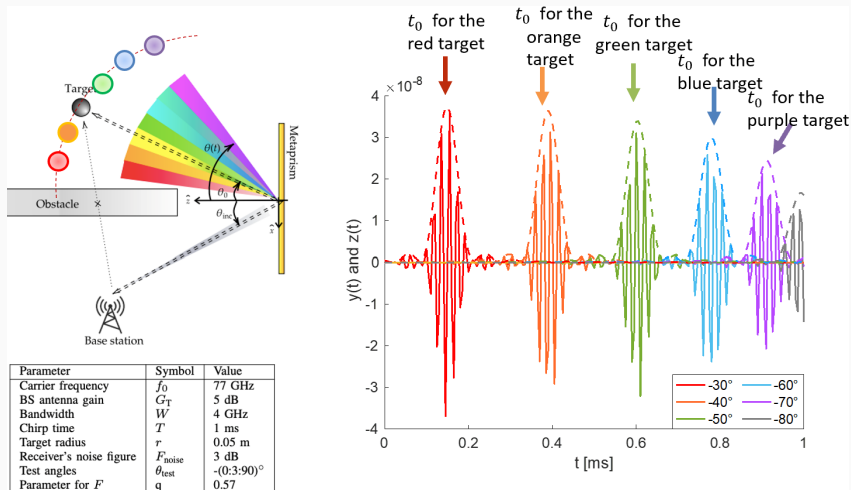 Target
θ(t)
Metaprism
θ₀
ẑ
θinc
x̂
Obstacle
Base station
Parameter Symbol Value
Carrier frequency f₀ 77 GHz
BS antenna gain G_T 5 dB
Bandwidth W 4 GHz
Chirp time T 1 ms
Target radius r 0.05 m
Receiver's noise figure F_noise 3 dB
Test angles θ_test -(0:3:90)°
Parameter for F q 0.57
t₀ for the
red target
t₀ for the
orange
target
t₀ for the
green target
t₀ for the
blue target
t₀ for the
purple target
×10⁻⁸
4
3
2
1
0
-1
-2
-3
-4
y(t) and z(t)
0 0.2 0.4 0.6 0.8 1
t [ms]
-30° -60°
-40° -70°
-50° -80°